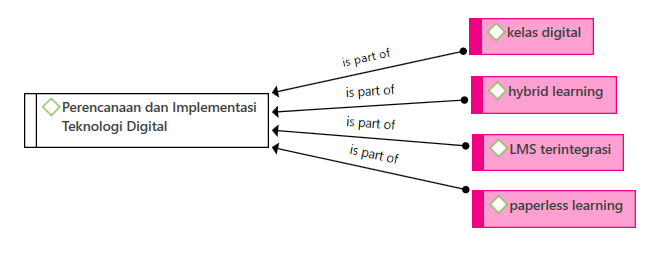 kelas digital
is part of
is part of
hybrid learning
Perencanaan dan Implementasi
Teknologi Digital
is part of
LMS terintegrasi
is part of
paperless learning